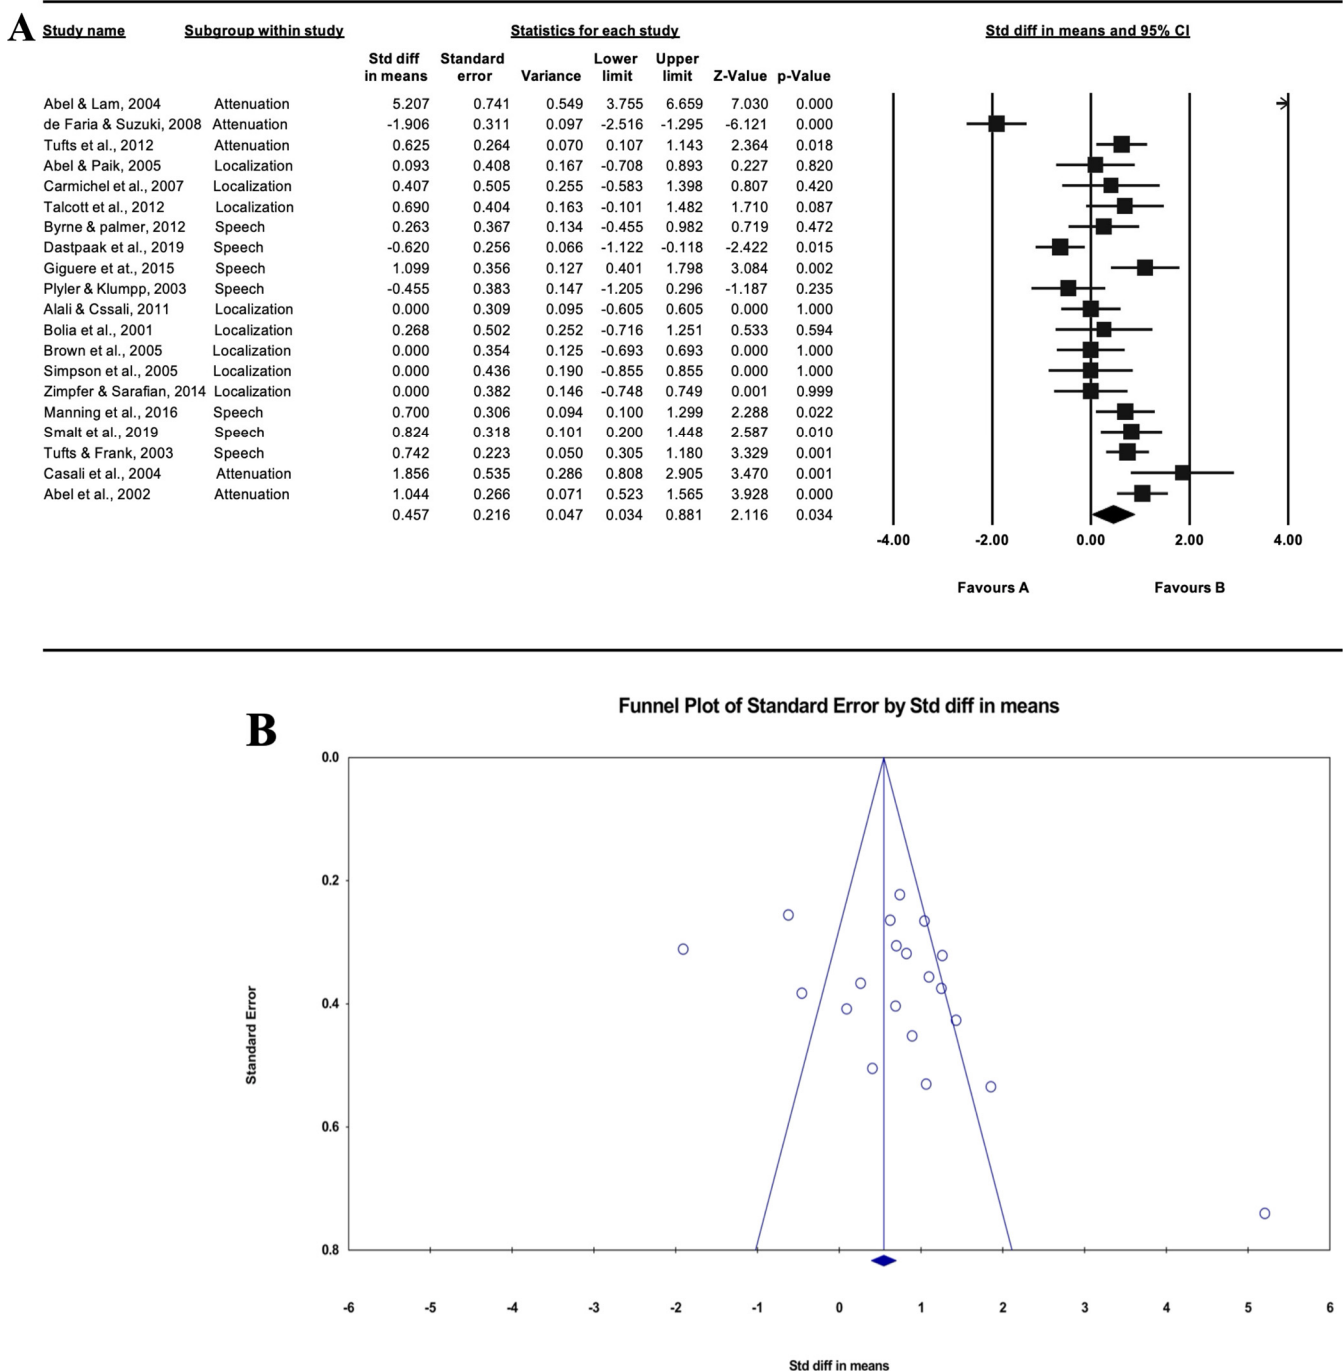 A
Study name Subgroup within study Statistics for each study Std diff in means and 95% CI
Std diff Standard Lower Upper
in means error Variance limit limit Z-Value p-Value
Abel & Lam, 2004 Attenuation 5.207 0.741 0.549 3.755 6.659 7.030 0.000
de Faria & Suzuki, 2008 Attenuation -1.906 0.311 0.097 -2.516 -1.295 -6.121 0.000
Tufts et al., 2012 Attenuation 0.625 0.264 0.070 0.107 1.143 2.364 0.018
Abel & Paik, 2005 Localization 0.093 0.408 0.167 -0.708 0.893 0.227 0.820
Carmichel et al., 2007 Localization 0.407 0.505 0.255 -0.583 1.398 0.807 0.420
Talcott et al., 2012 Localization 0.690 0.404 0.163 -0.101 1.482 1.710 0.087
Byrne & palmer, 2012 Speech 0.263 0.367 0.134 -0.455 0.982 0.719 0.472
Dastpaak et al., 2019 Speech -0.620 0.256 0.066 -1.122 -0.118 -2.422 0.015
Giguere et at., 2015 Speech 1.099 0.356 0.127 0.401 1.798 3.084 0.002
Plyler & Klumpp, 2003 Speech -0.455 0.383 0.147 -1.205 0.296 -1.187 0.235
Alali & Cssali, 2011 Localization 0.000 0.309 0.095 -0.605 0.605 0.000 1.000
Bolia et al., 2001 Localization 0.268 0.502 0.252 -0.716 1.251 0.533 0.594
Brown et al., 2005 Localization 0.000 0.354 0.125 -0.693 0.693 0.000 1.000
Simpson et al., 2005 Localization 0.000 0.436 0.190 -0.855 0.855 0.000 1.000
Zimpfer & Sarafian, 2014 Localization 0.000 0.382 0.146 -0.748 0.749 0.001 0.999
Manning et al., 2016 Speech 0.700 0.306 0.094 0.100 1.299 2.288 0.022
Smalt et al., 2019 Speech 0.824 0.318 0.101 0.200 1.448 2.587 0.010
Tufts & Frank, 2003 Speech 0.742 0.223 0.050 0.305 1.180 3.329 0.001
Casali et al., 2004 Attenuation 1.856 0.535 0.286 0.808 2.905 3.470 0.001
Abel et al., 2002 Attenuation 1.044 0.266 0.071 0.523 1.565 3.928 0.000
0.457 0.216 0.047 0.034 0.881 2.116 0.034
-4.00 -2.00 0.00 2.00 4.00
Favours A Favours B
B
Funnel Plot of Standard Error by Std diff in means
0.0
0.2
0.4
0.6
0.8
Standard Error
-6 -5 -4 -3 -2 -1 0 1 2 3 4 5 6
Std diff in means